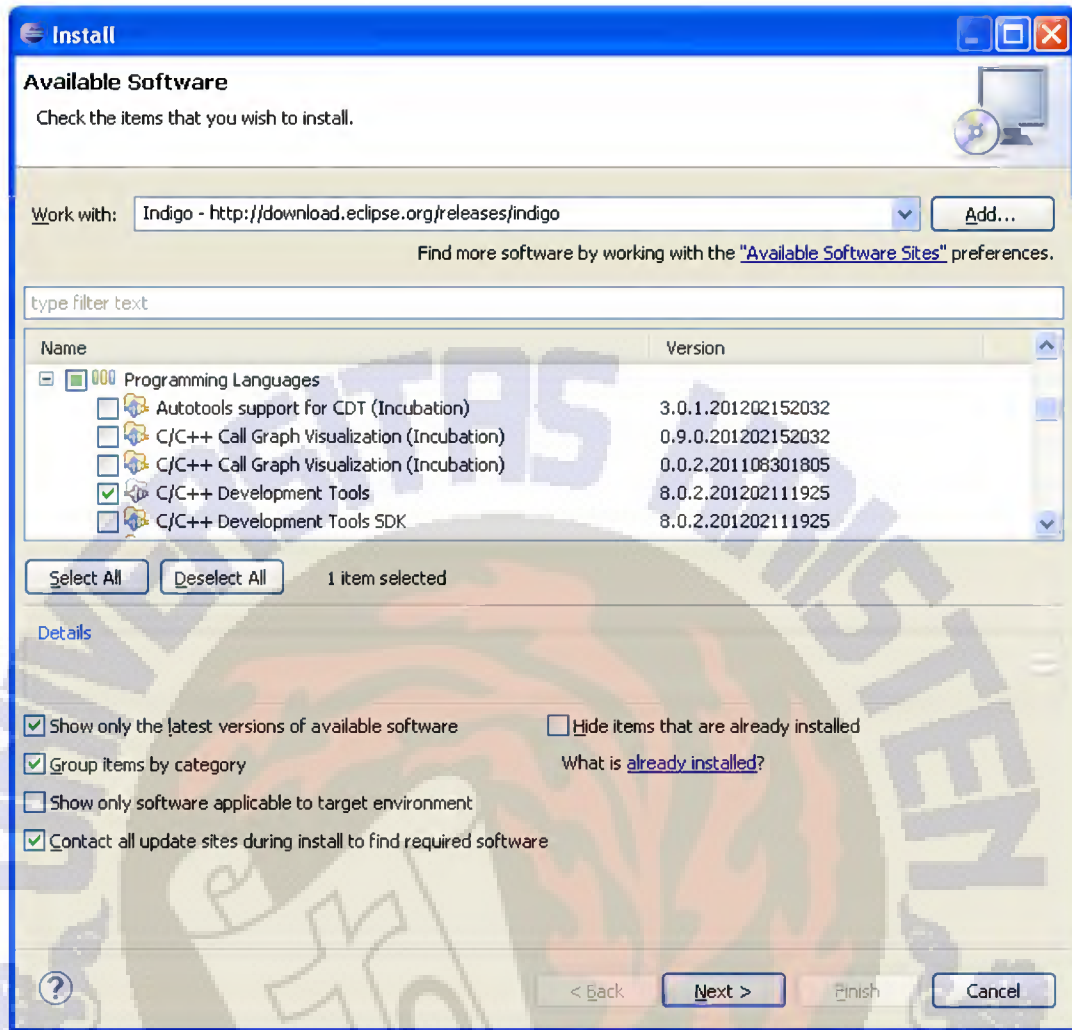 Install
Available Software
Check the items that you wish to install.
Work with: Indigo - http://download.eclipse.org/releases/indigo Add...
Find more software by working with the "Available Software Sites" preferences.
type filter text
Name Version
Programming Languages
Autotools support for CDT (Incubation) 3.0.1.201202152032
C/C++ Call Graph Visualization (Incubation) 0.9.0.201202152032
C/C++ Call Graph Visualization (Incubation) 0.0.2.201108301805
C/C++ Development Tools 8.0.2.201202111925
C/C++ Development Tools SDK 8.0.2.201202111925
Select All Deselect All 1 item selected
Details
Show only the latest versions of available software Hide items that are already installed
Group items by category What is already installed?
Show only software applicable to target environment
Contact all update sites during install to find required software
? < Back Next > Finish Cancel
UNIVERSITAS KRISTEN